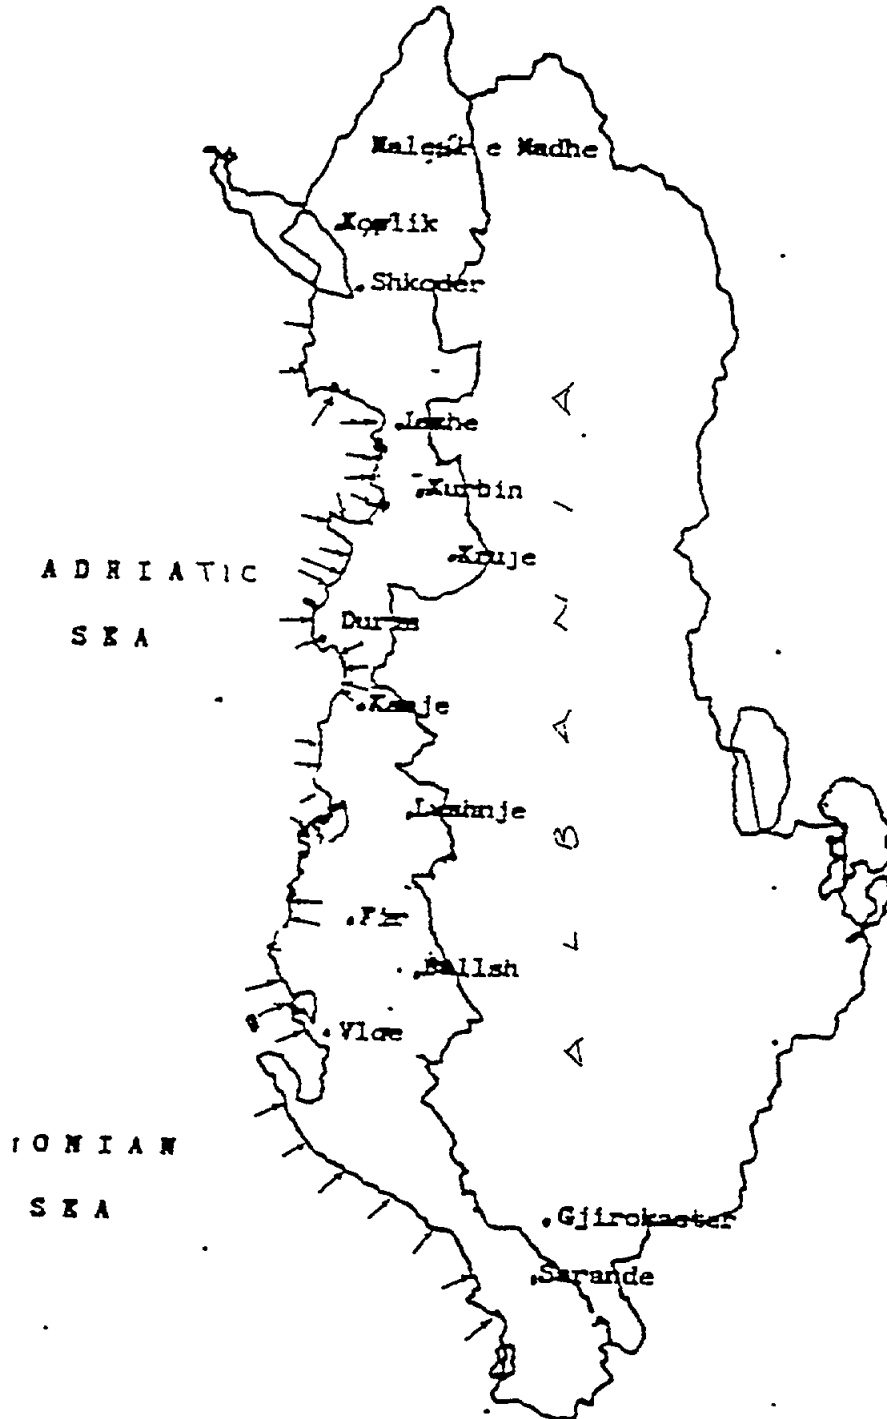 Malesi e Madhe
Koplik
Shkoder
Lezhe
Kurbin
Kruje
ADRIATIC
SEA
Durres
Kavaje
Lushnje
Fier
Ballsh
Vlore
IONIAN
SEA
Gjirokaster
Sarande
ALBANIA